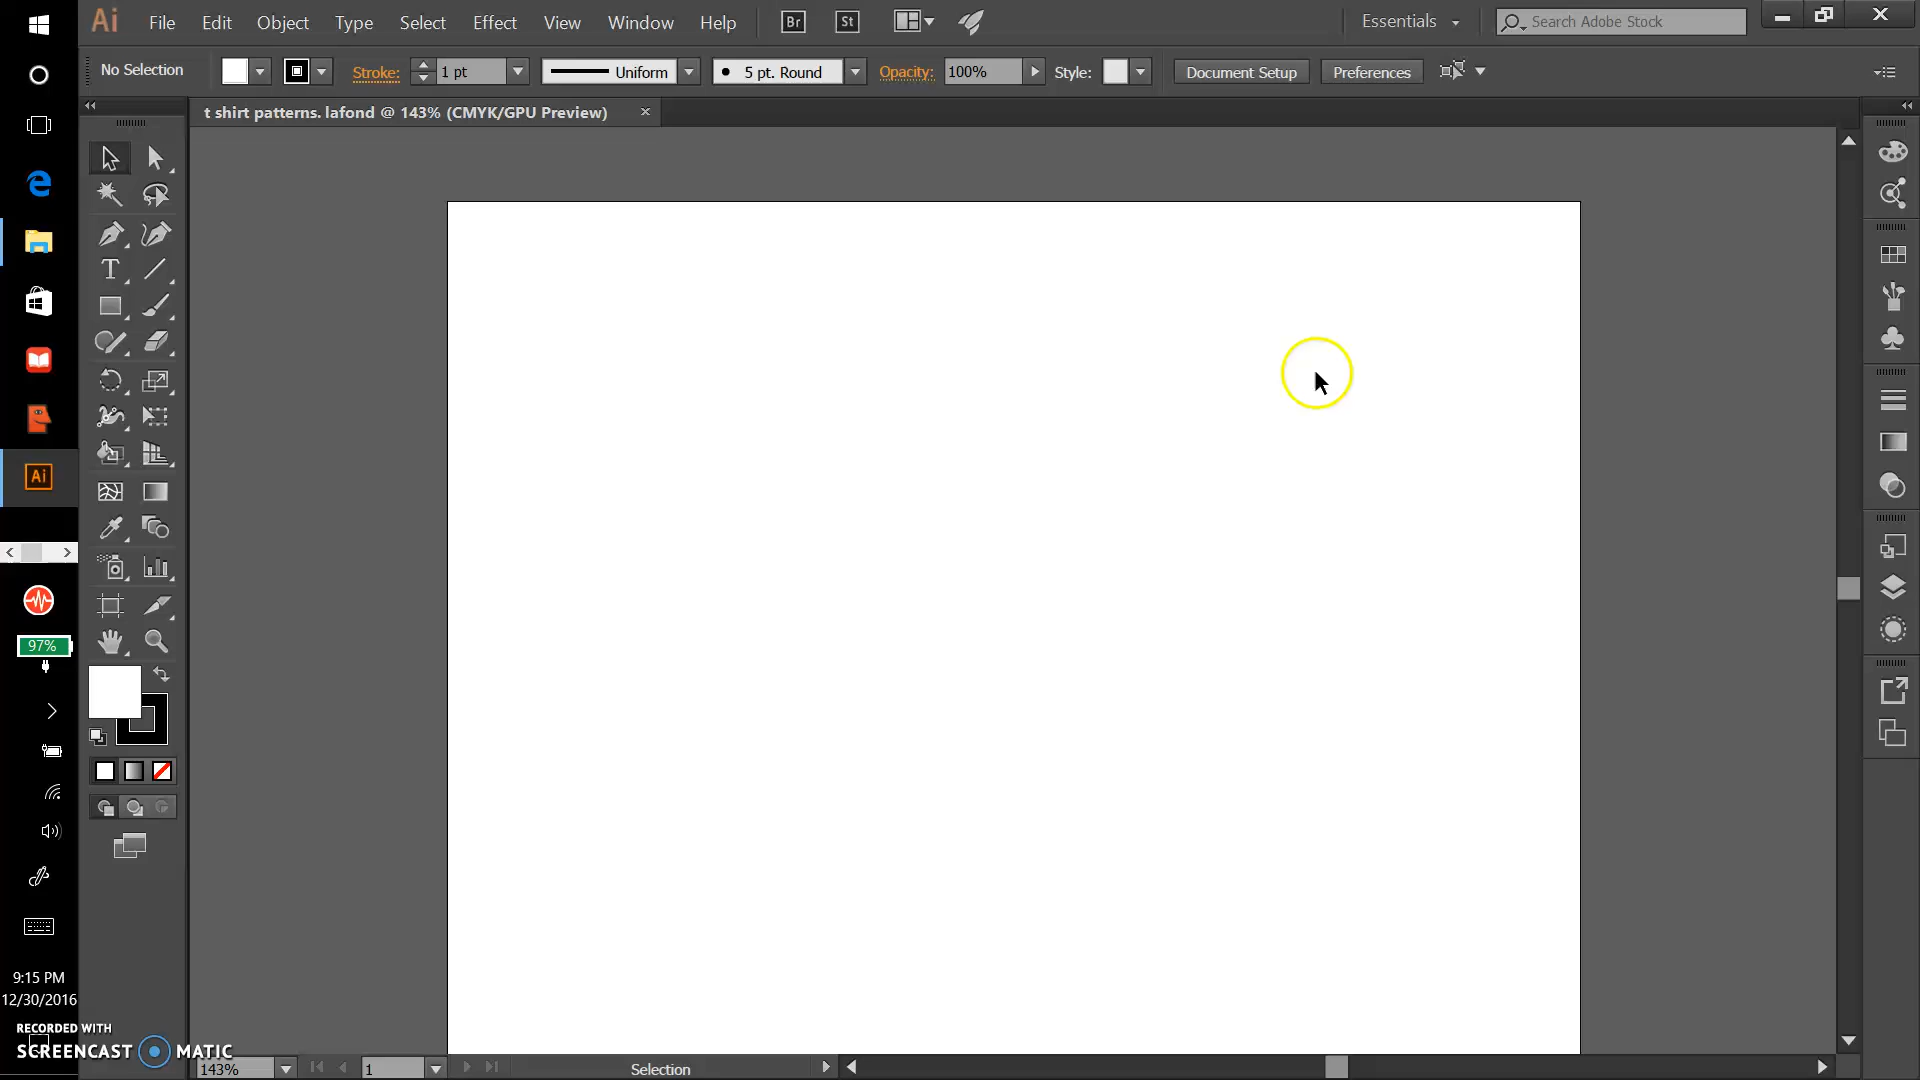 Ai File Edit Object Type Select Effect View Window Help Br St Essentials Search Adobe Stock
No Selection Stroke: 1 pt Uniform 5 pt. Round Opacity: 100% Style: Document Setup Preferences
t shirt patterns. lafond @ 143% (CMYK/GPU Preview)
T
Ai
97%
9:15 PM
12/30/2016
RECORDED WITH
SCREENCAST MATIC
143% 1 Selection